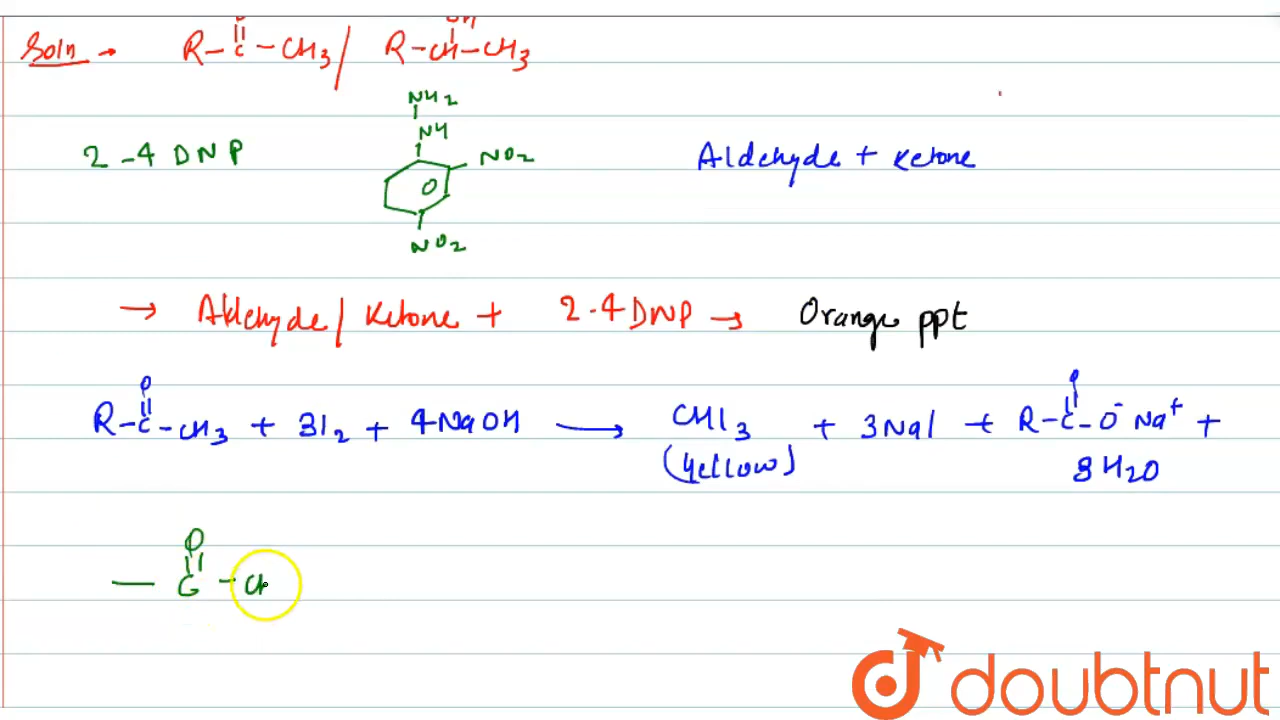 Soln → R-C-CH3/ R-CH-CH3
O OH
NH2
NH
2-4 DNP NO2 Aldehyde + Ketone
NO2
→ Aldehyde/ Ketone + 2.4 DNP → Orange ppt
O O
R-C-CH3 + 3I2 + 4NaOH → CHI3 + 3NaI + R-C-O⁻ Na⁺ +
(Yellow) 3H2O
O
- C - CH
doubtnut